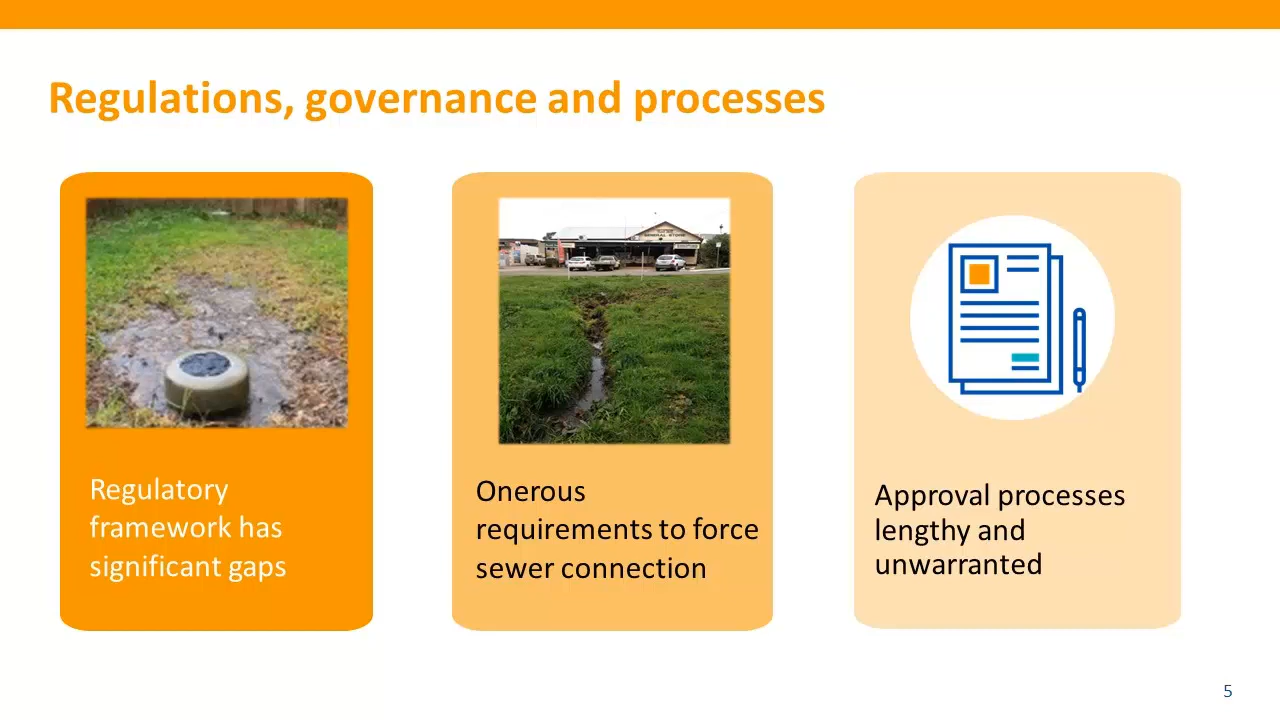 Regulations, governance and processes
Regulatory
framework has
significant gaps
Onerous
requirements to force
sewer connection
Approval processes
lengthy and
unwarranted
5